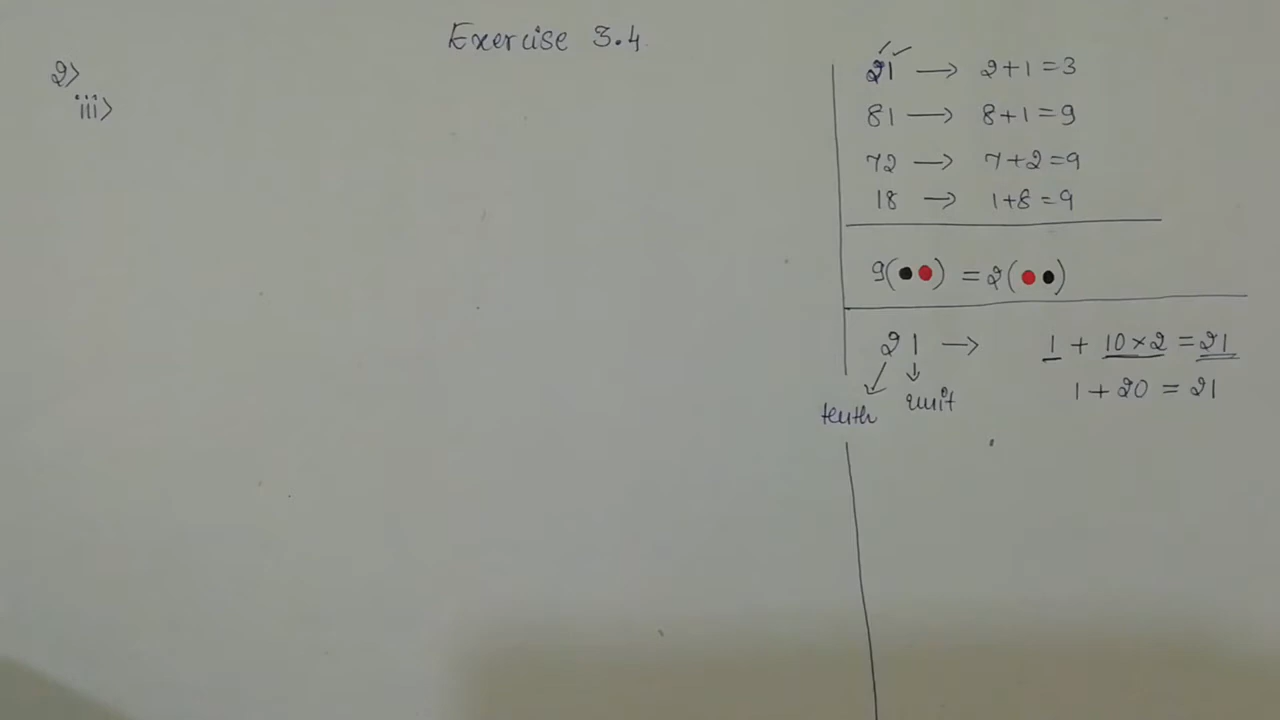 Exercise 3.4
2>
iii>
21 → 2+1=3
81 → 8+1=9
72 → 7+2=9
18 → 1+8=9
9(●●) = 2(●●)
21 → 1 + 10×2 = 21
tenth unit 1+20 = 21